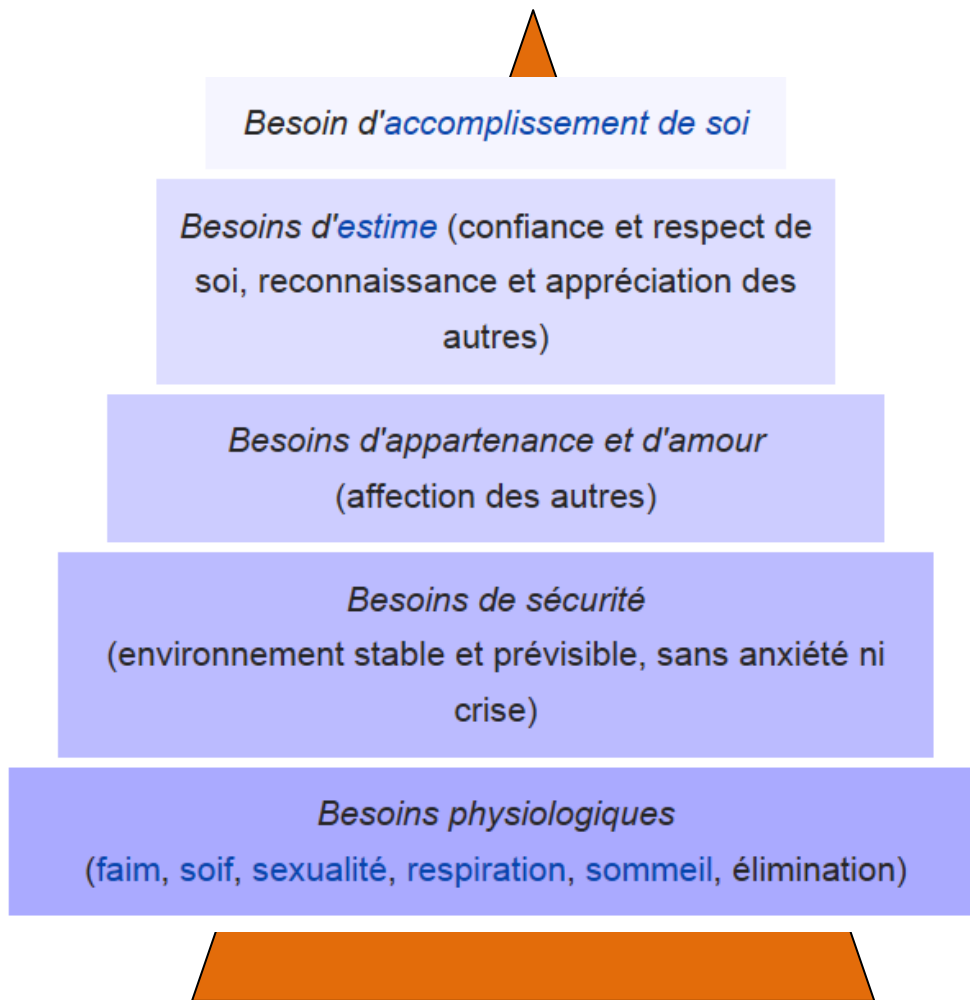 Besoin d'accomplissement de soi
Besoins d'estime (confiance et respect de
soi, reconnaissance et appréciation des
autres)
Besoins d'appartenance et d'amour
(affection des autres)
Besoins de sécurité
(environnement stable et prévisible, sans anxiété ni
crise)
Besoins physiologiques
(faim, soif, sexualité, respiration, sommeil, élimination)